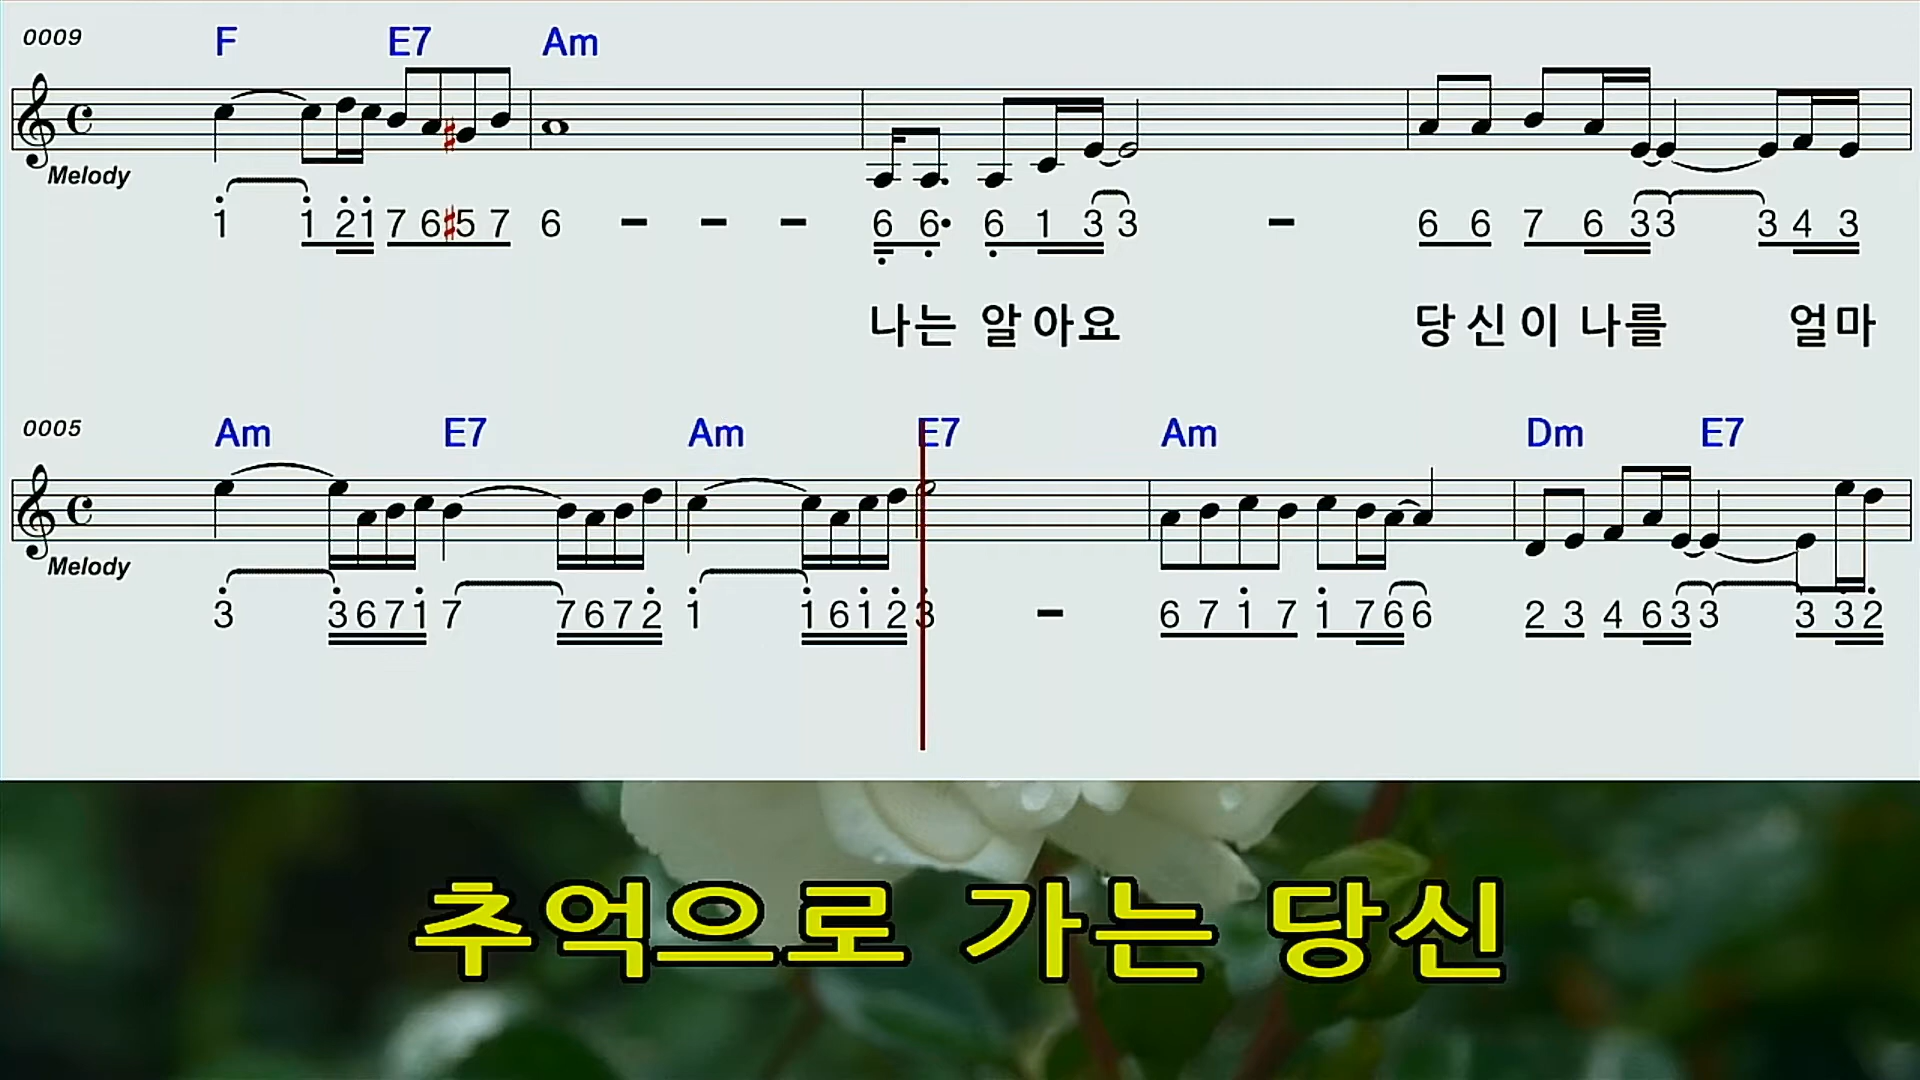 0009 F E7 Am
Melody
1 1 2 1 7 6 #5 7 6 - - - 6 6. 6 1 3 3 - 6 6 7 6 3 3 3 4 3
나는 알아요 당신이 나를 얼마
0005 Am E7 Am E7 Am Dm E7
Melody
3 3 6 7 1 7 7 6 7 2 1 1 6 1 2 3 - 6 7 1 7 1 7 6 6 2 3 4 6 3 3 3 3 2
추억으로 가는 당신